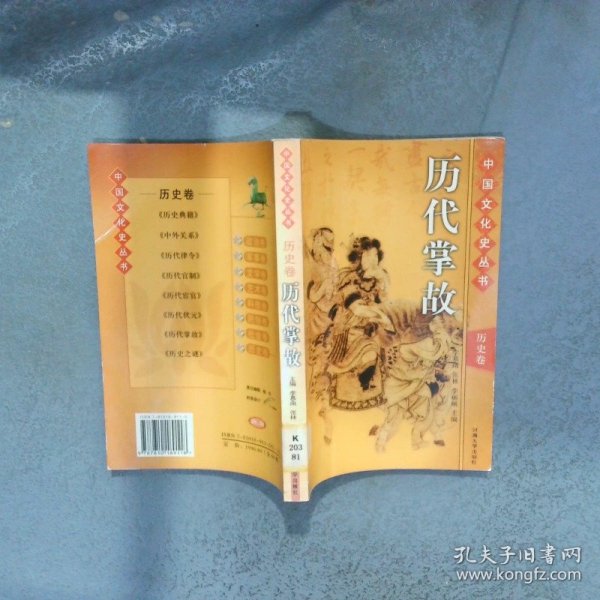 中国文化史丛书
历史卷
《历史典籍》
《中外关系》
《历代律令》
《历代官制》
《历代宦官》
《历代状元》
《历代掌故》
《历史之谜》
中国文化史丛书
历史卷
历代掌故
主编
K
203
81
中国文化史丛书
历代掌故
历史卷
主编
河南大学出版社
孔夫子旧书网
www.kongfz.com